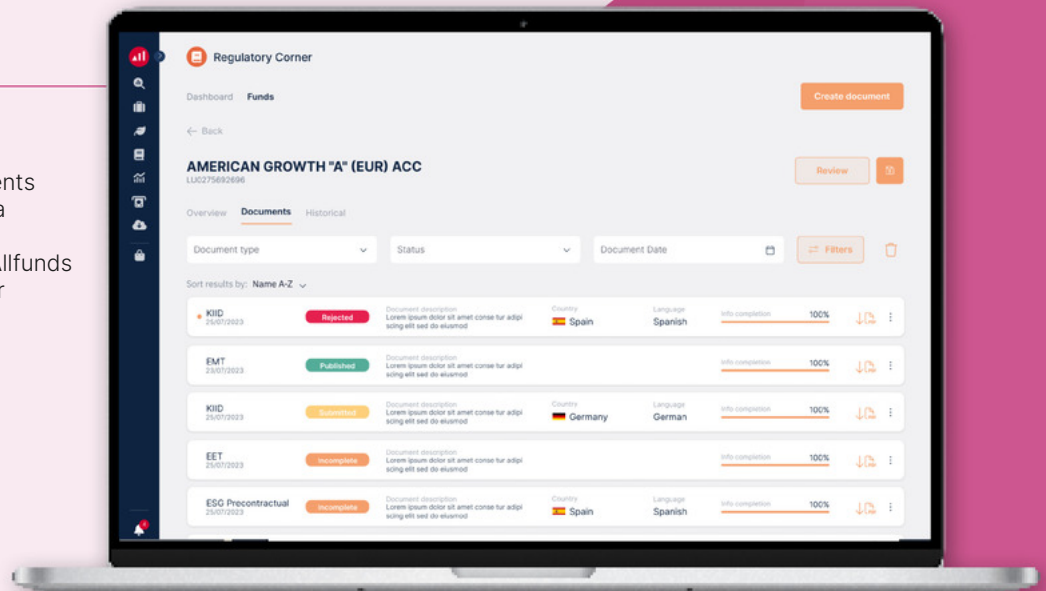 ents
a
Allfunds
r
Regulatory Corner
Dashboard Funds
Create document
← Back
AMERICAN GROWTH "A" (EUR) ACC
LU0275692696
Review
Overview Documents Historical
Document type
Status
Document Date
Filters
Sort results by: Name A-Z
KIID
25/07/2023
Rejected
Document description
Lorem ipsum dolor sit amet conse tur adipi
scing elit sed do eiusmod
Country
Spain
Language
Spanish
Info completion 100%
EMT
23/07/2023
Published
Document description
Lorem ipsum dolor sit amet conse tur adipi
scing elit sed do eiusmod
Info completion 100%
KIID
25/07/2023
Submitted
Document description
Lorem ipsum dolor sit amet conse tur adipi
scing elit sed do eiusmod
Country
Germany
Language
German
Info completion 100%
EET
25/07/2023
Incomplete
Document description
Lorem ipsum dolor sit amet conse tur adipi
scing elit sed do eiusmod
Info completion 100%
ESG Precontractual
25/07/2023
Incomplete
Document description
Lorem ipsum dolor sit amet conse tur adipi
scing elit sed do eiusmod
Country
Spain
Language
Spanish
Info completion 100%